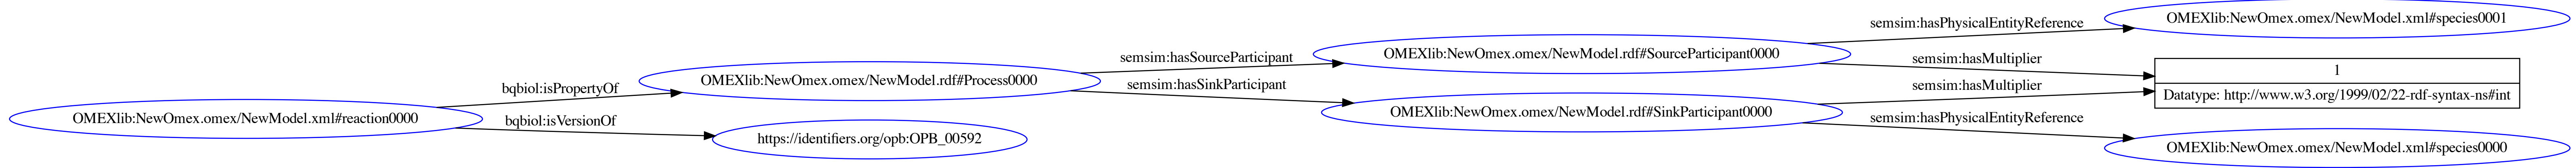 OMEXlib:NewOmex.omex/NewModel.xml#reaction0000
bqbiol:isPropertyOf
bqbiol:isVersionOf
OMEXlib:NewOmex.omex/NewModel.rdf#Process0000
https://identifiers.org/opb:OPB_00592
semsim:hasSourceParticipant
semsim:hasSinkParticipant
OMEXlib:NewOmex.omex/NewModel.rdf#SourceParticipant0000
OMEXlib:NewOmex.omex/NewModel.rdf#SinkParticipant0000
semsim:hasPhysicalEntityReference
semsim:hasMultiplier
semsim:hasMultiplier
semsim:hasPhysicalEntityReference
OMEXlib:NewOmex.omex/NewModel.xml#species0001
1
Datatype: http://www.w3.org/1999/02/22-rdf-syntax-ns#int
OMEXlib:NewOmex.omex/NewModel.xml#species0000